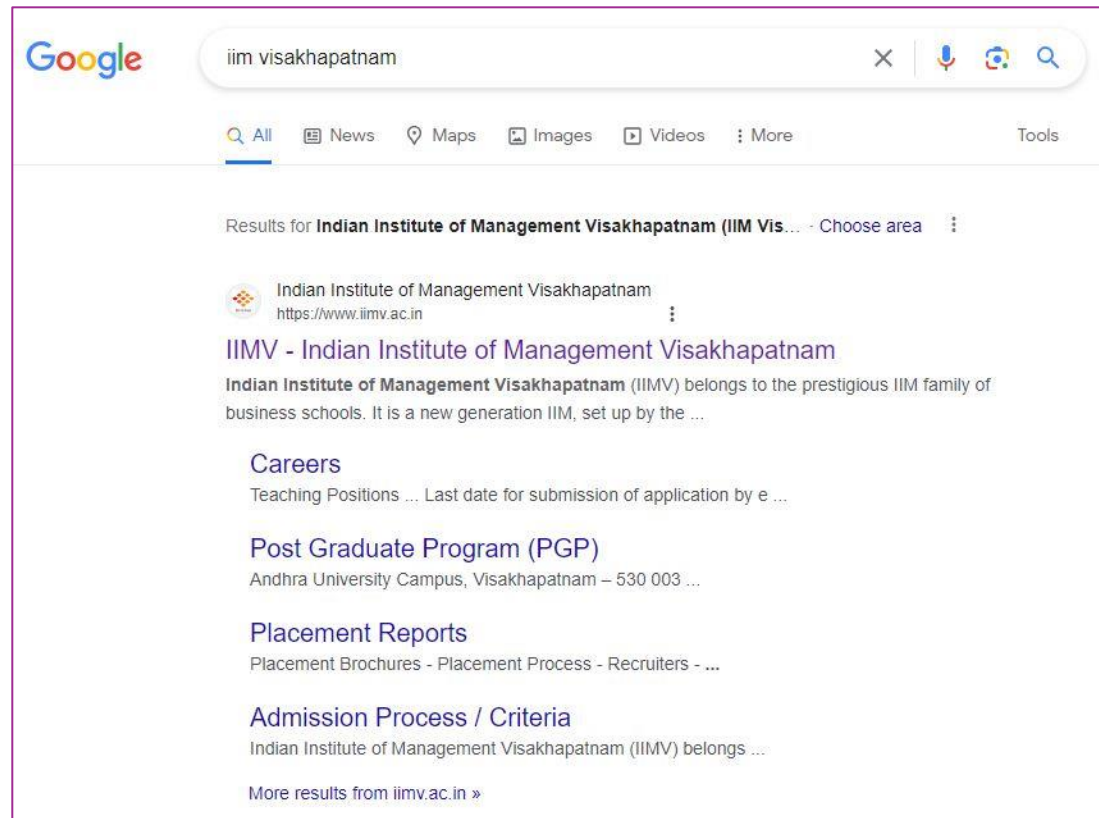 Google
iim visakhapatnam
All News Maps Images Videos More Tools
Results for Indian Institute of Management Visakhapatnam (IIM Vis... · Choose area
Indian Institute of Management Visakhapatnam
https://www.iimv.ac.in
IIMV - Indian Institute of Management Visakhapatnam
Indian Institute of Management Visakhapatnam (IIMV) belongs to the prestigious IIM family of
business schools. It is a new generation IIM, set up by the ...
Careers
Teaching Positions ... Last date for submission of application by e ...
Post Graduate Program (PGP)
Andhra University Campus, Visakhapatnam – 530 003 ...
Placement Reports
Placement Brochures - Placement Process - Recruiters - ...
Admission Process / Criteria
Indian Institute of Management Visakhapatnam (IIMV) belongs ...
More results from iimv.ac.in »